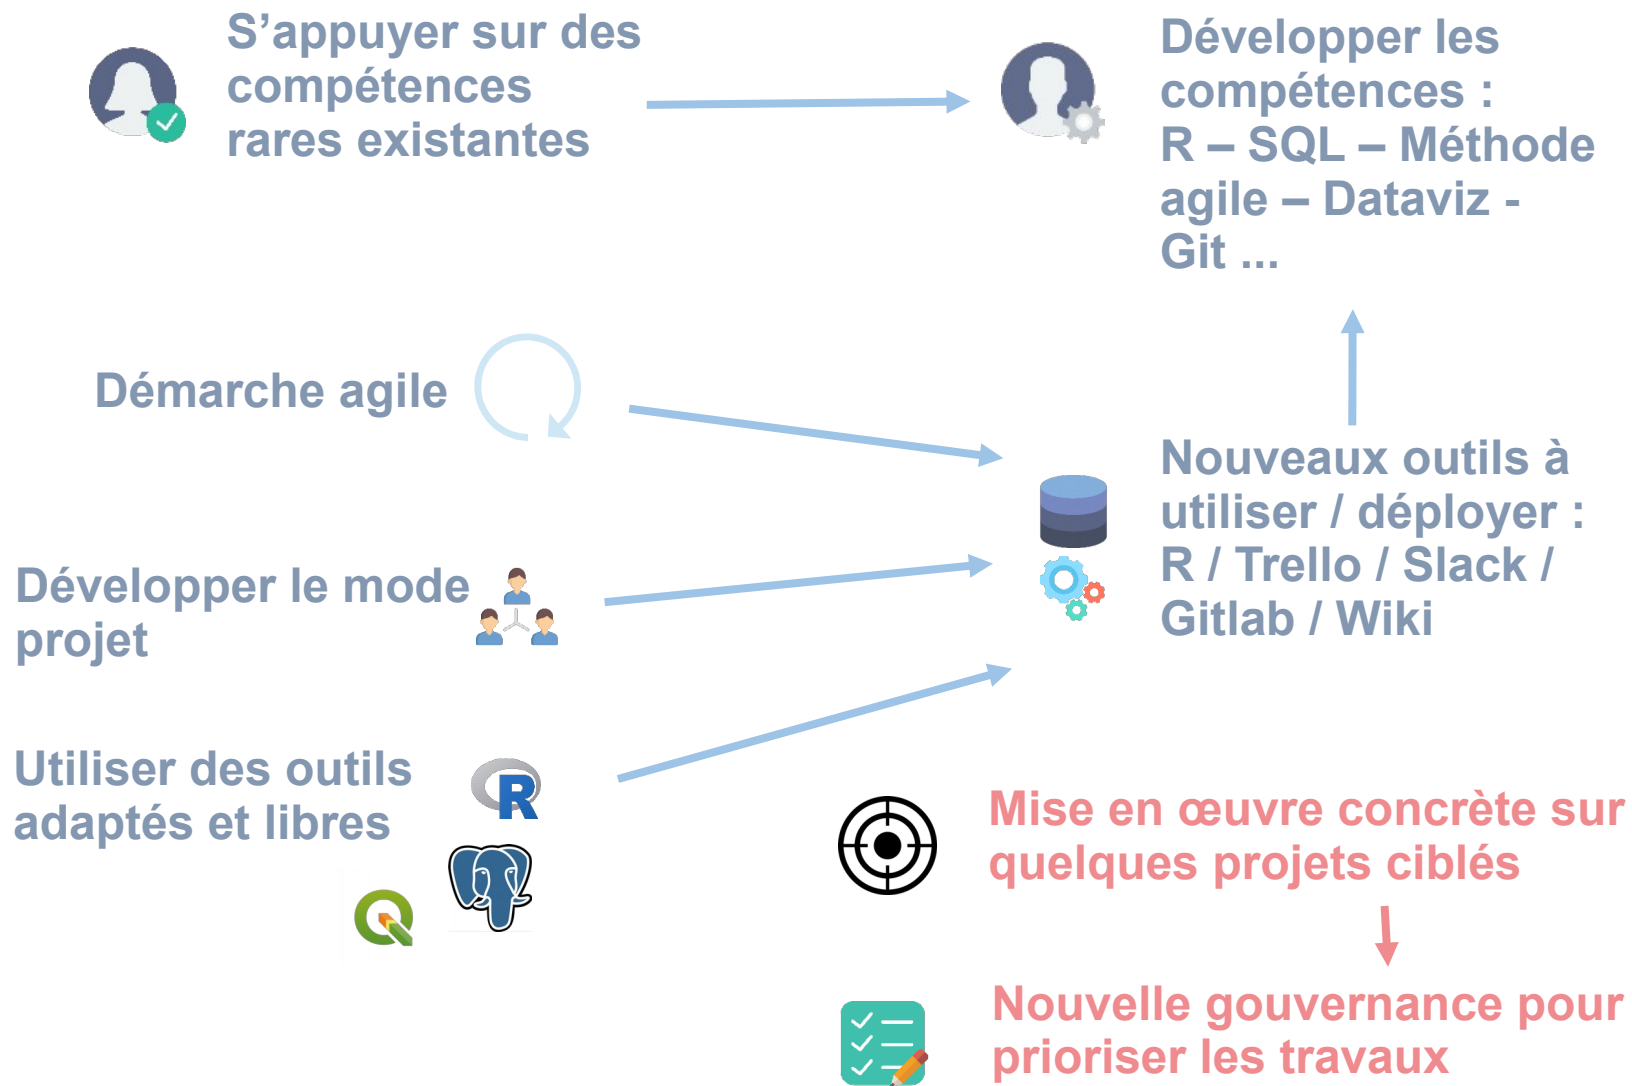 S’appuyer sur des
compétences
rares existantes
Développer les
compétences :
R – SQL – Méthode
agile – Dataviz -
Git ...
Démarche agile
Nouveaux outils à
utiliser / déployer :
R / Trello / Slack /
Gitlab / Wiki
Développer le mode
projet
Utiliser des outils
adaptés et libres
R
Mise en œuvre concrète sur
quelques projets ciblés
Nouvelle gouvernance pour
prioriser les travaux